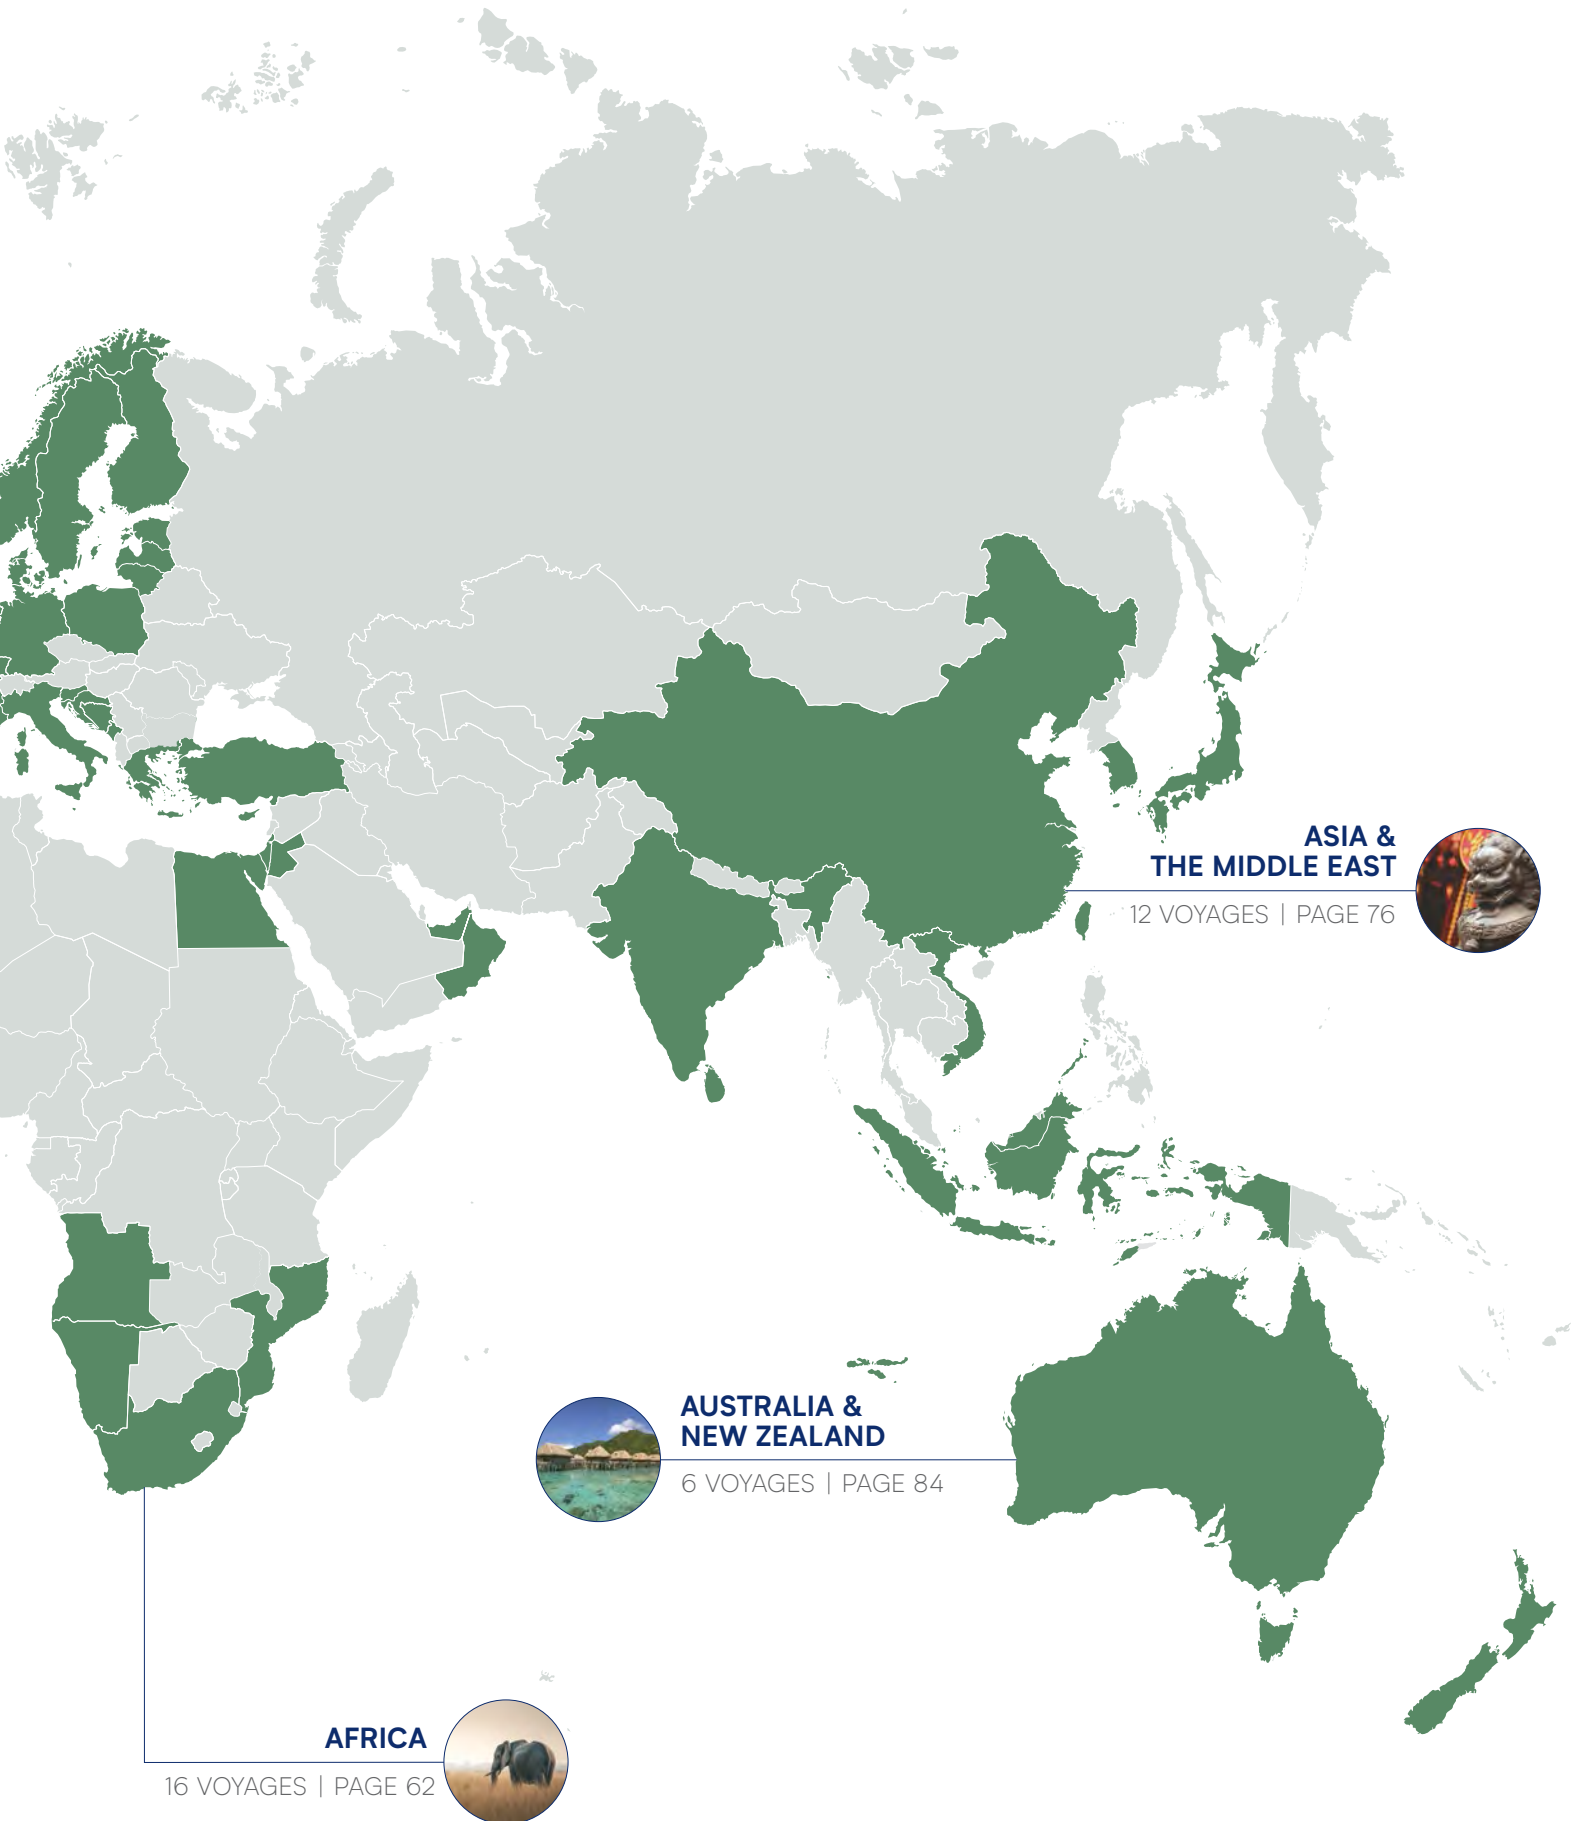 ASIA &
THE MIDDLE EAST
12 VOYAGES | PAGE 76
AUSTRALIA &
NEW ZEALAND
6 VOYAGES | PAGE 84
AFRICA
16 VOYAGES | PAGE 62